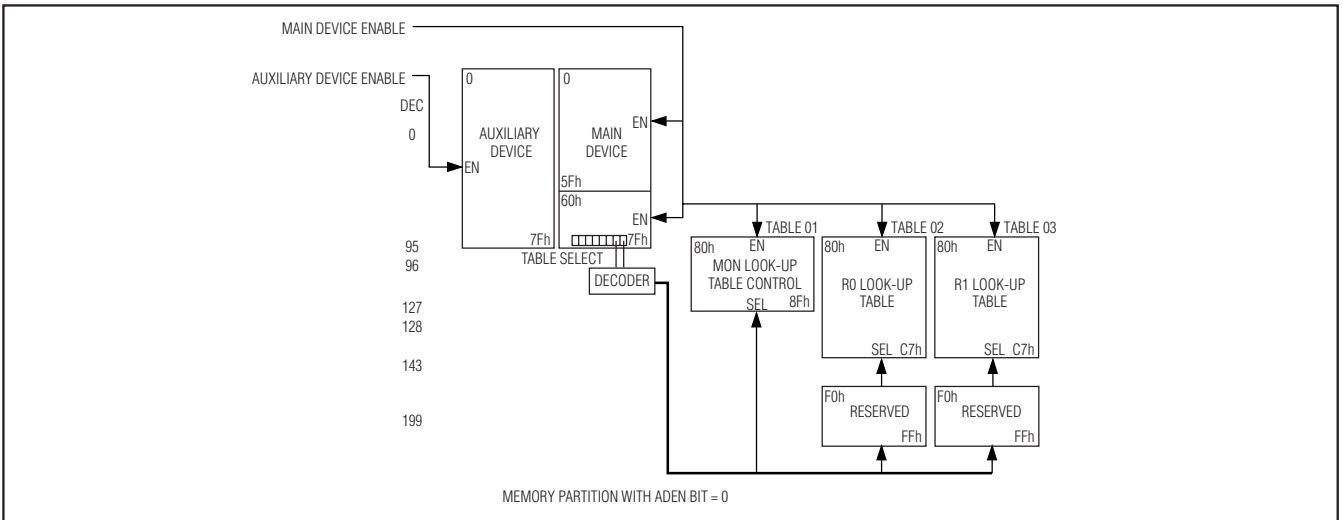 MAIN DEVICE ENABLE
AUXILIARY DEVICE ENABLE
DEC
0
95
96
127
128
143
199
0
AUXILIARY
DEVICE
EN
7Fh
0
MAIN
DEVICE
EN
5Fh
60h
EN
7Fh
TABLE SELECT
DECODER
TABLE 01
80h
EN
MON LOOK-UP
TABLE CONTROL
SEL
8Fh
TABLE 02
80h
EN
R0 LOOK-UP
TABLE
SEL C7h
F0h
RESERVED
FFh
TABLE 03
80h
EN
R1 LOOK-UP
TABLE
SEL C7h
F0h
RESERVED
FFh
MEMORY PARTITION WITH ADEN BIT = 0